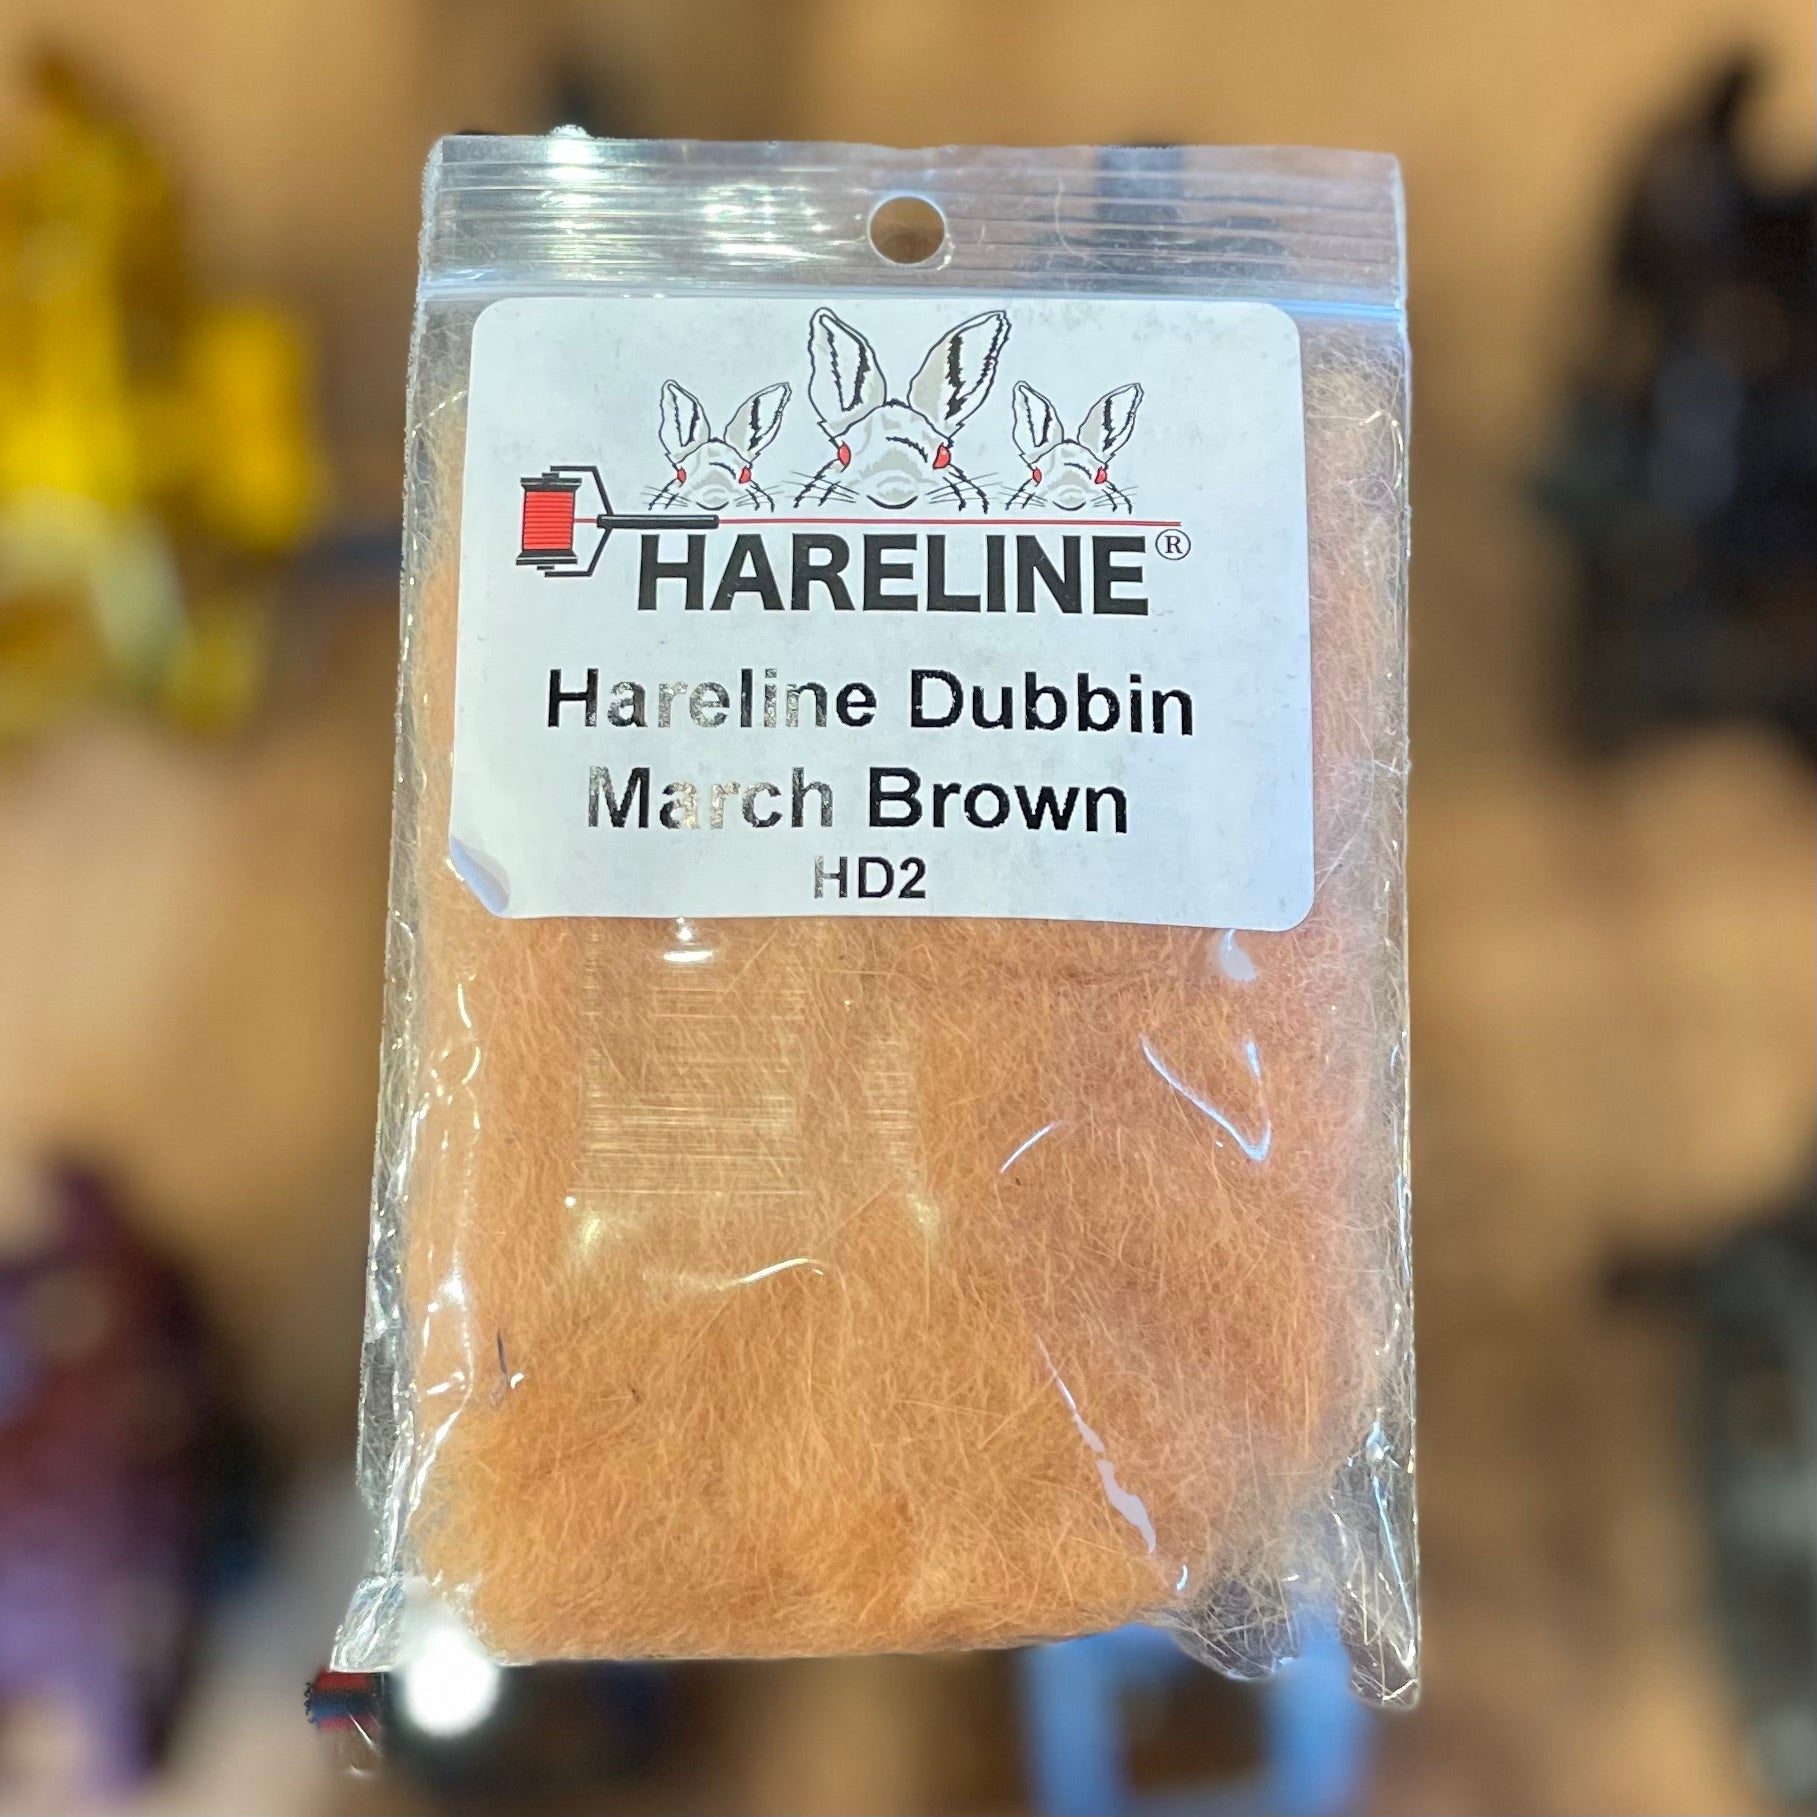 HARELINE®
Hareline Dubbin
March Brown
HD2